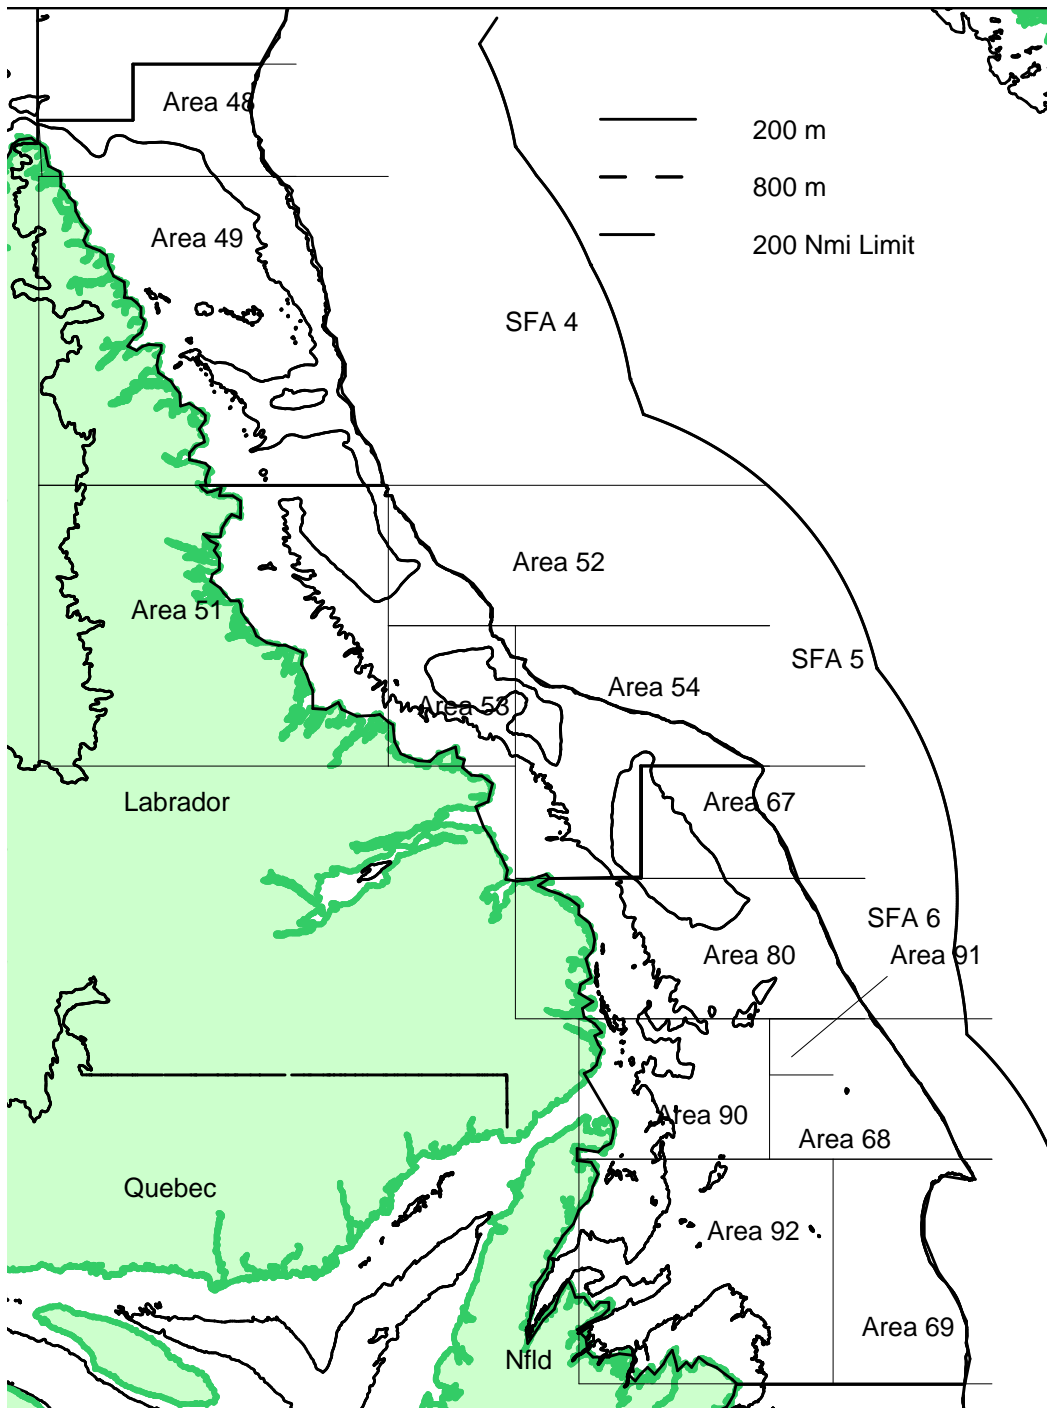 Area 48
200 m
800 m
Area 49
200 Nmi Limit
SFA 4
Area 52
Area 51
SFA 5
Area 54
Area 53
Labrador
Area 67
SFA 6
Area 80
Area 91
Area 90
Area 68
Quebec
Area 92
Area 69
Nfld